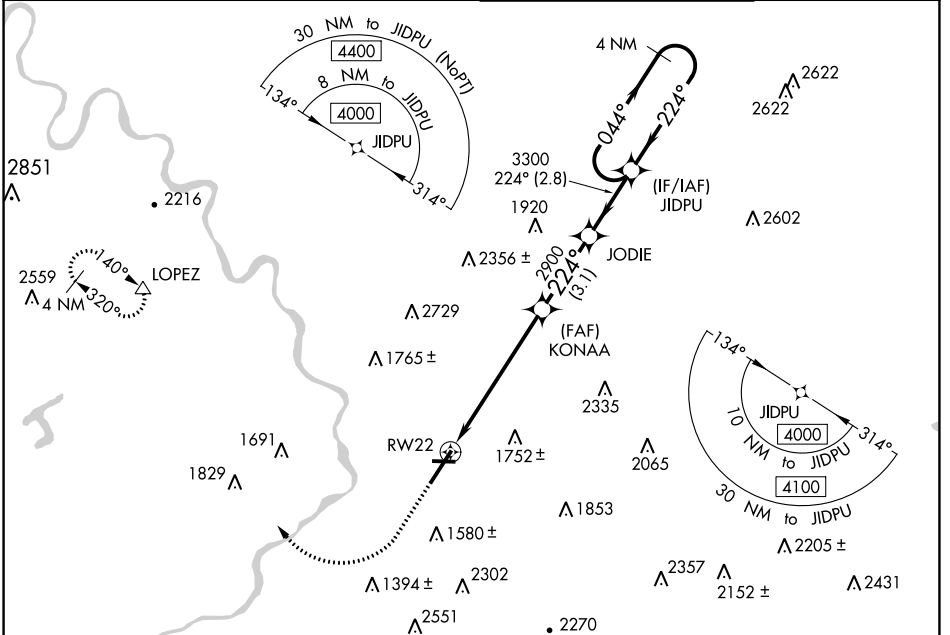 30 NM to JIDPU (NoPT)
4400
8 NM to JIDPU
4000
134°
JIDPU
314°
4 NM
044°
224°
2622
2622
3300
224° (2.8)
(IF/IAF)
JIDPU
2851
2216
1920
2602
JODIE
2356 ±
2900
224°
(3.1)
140°
LOPEZ
2559
4 NM
320°
2729
(FAF)
KONAA
1765 ±
134°
2335
JIDPU
4000
314°
10 NM to JIDPU
4100
30 NM to JIDPU
RW22
1691
1752 ±
2065
1829
1853
1580 ±
2205 ±
1394 ±
2302
2357
2152 ±
2431
2551
2270